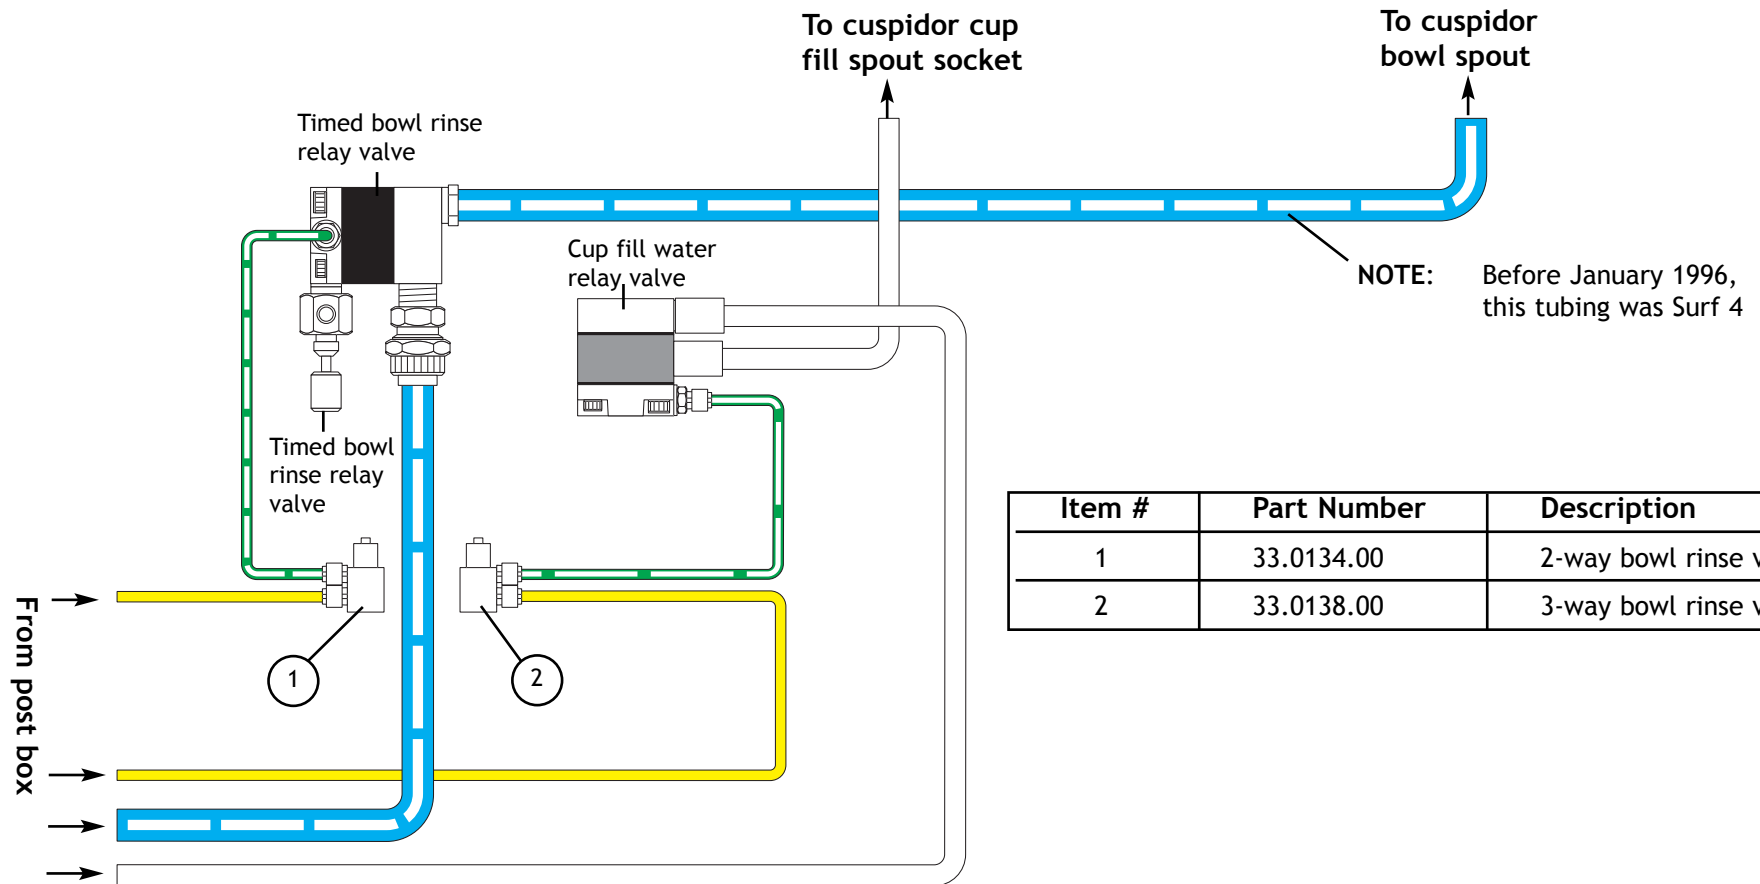 To cuspidor cup
fill spout socket
To cuspidor
bowl spout
Timed bowl rinse
relay valve
Cup fill water
relay valve
NOTE: Before January 1996,
this tubing was Surf 4
Timed bowl
rinse relay
valve
Item # Part Number Description
1 33.0134.00 2-way bowl rinse
2 33.0138.00 3-way bowl rinse
From post box
1
2